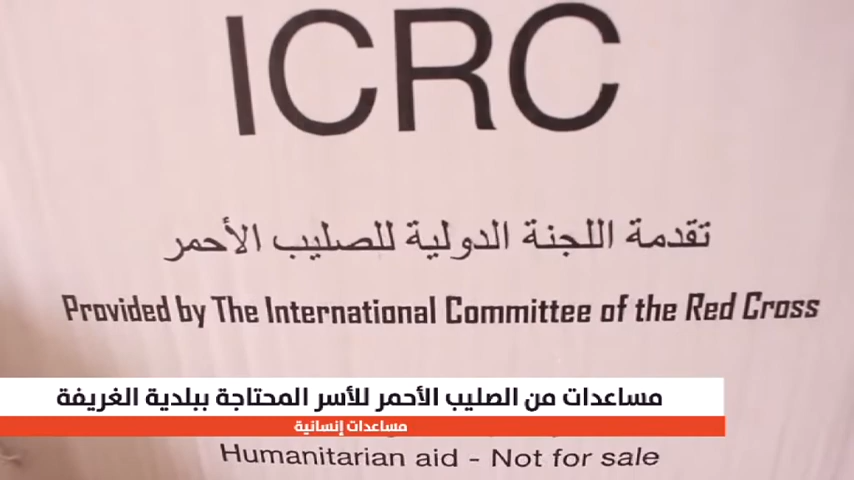 ICRC
تقدمة اللجنة الدولية للصليب الأحمر
Provided by The International Committee of the Red Cross
مساعدات من الصليب الأحمر للأسر المحتاجة ببلدية الغريفة
مساعدات إنسانية
Humanitarian aid - Not for sale